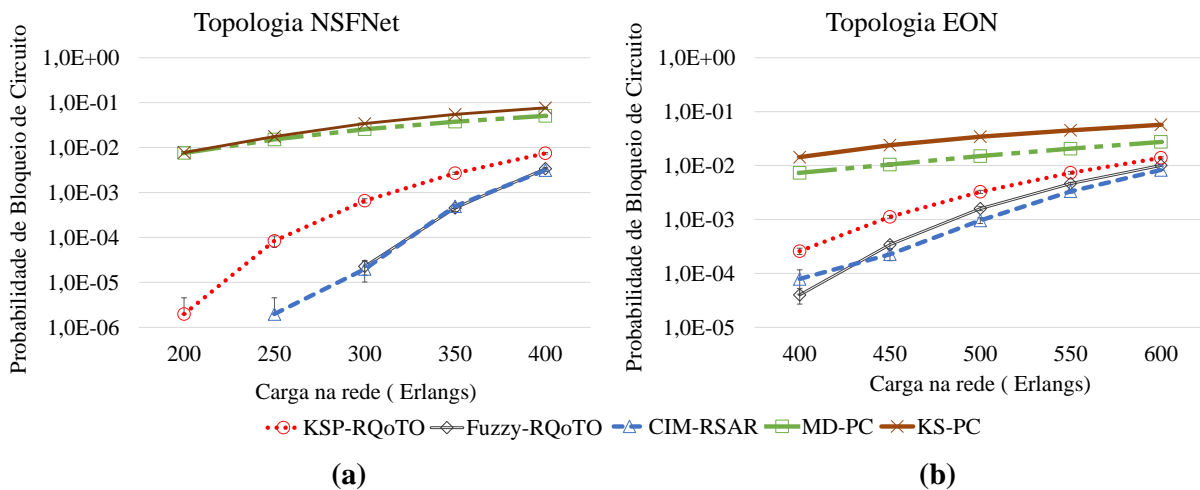 Topologia NSFNet
Probabilidade de Bloqueio de Circuito
1,0E+00
1,0E-01
1,0E-02
1,0E-03
1,0E-04
1,0E-05
1,0E-06
200 250 300 350 400
Carga na rede ( Erlangs)
Topologia EON
Probabilidade de Bloqueio de Circuito
1,0E+00
1,0E-01
1,0E-02
1,0E-03
1,0E-04
1,0E-05
400 450 500 550 600
Carga na rede ( Erlangs)
KSP-RQoTO Fuzzy-RQoTO CIM-RSAR MD-PC KS-PC
(a) (b)